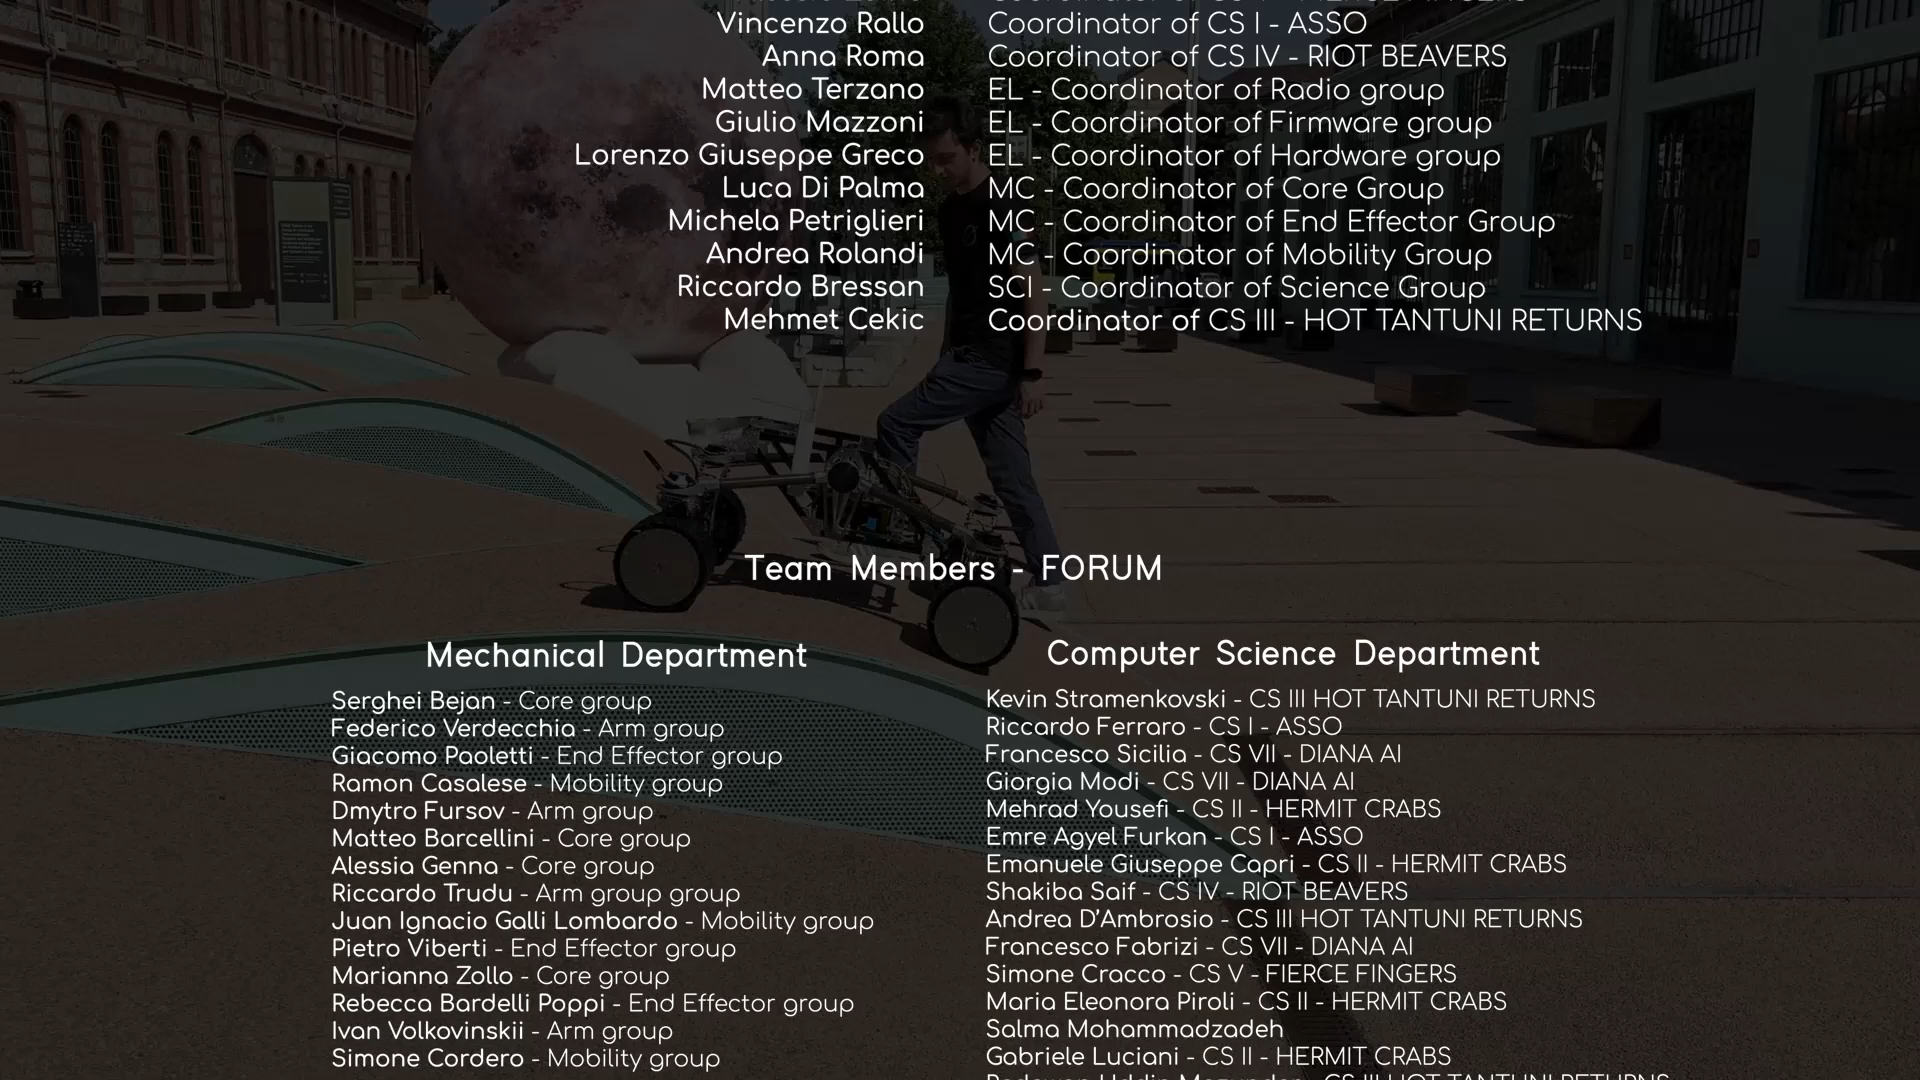 Vincenzo Rallo Coordinator of CS I - ASSO
Anna Roma Coordinator of CS IV - RIOT BEAVERS
Matteo Terzano EL - Coordinator of Radio group
Giulio Mazzoni EL - Coordinator of Firmware group
Lorenzo Giuseppe Greco EL - Coordinator of Hardware group
Luca Di Palma MC - Coordinator of Core Group
Michela Petriglieri MC - Coordinator of End Effector Group
Andrea Rolandi MC - Coordinator of Mobility Group
Riccardo Bressan SCI - Coordinator of Science Group
Mehmet Cekic Coordinator of CS III - HOT TANTUNI RETURNS
Team Members - FORUM
Mechanical Department
Serghei Bejan - Core group
Federico Verdecchia - Arm group
Giacomo Paoletti - End Effector group
Ramon Casalese - Mobility group
Dmytro Fursov - Arm group
Matteo Barcellini - Core group
Alessia Genna - Core group
Riccardo Trudu - Arm group group
Juan Ignacio Galli Lombardo - Mobility group
Pietro Viberti - End Effector group
Marianna Zollo - Core group
Rebecca Bardelli Poppi - End Effector group
Ivan Volkovinskii - Arm group
Simone Cordero - Mobility group
Computer Science Department
Kevin Stramenkovski - CS III HOT TANTUNI RETURNS
Riccardo Ferraro - CS I - ASSO
Francesco Sicilia - CS VII - DIANA AI
Giorgia Modi - CS VII - DIANA AI
Mehrad Yousefi - CS II - HERMIT CRABS
Emre Agyel Furkan - CS I - ASSO
Emanuele Giuseppe Capri - CS II - HERMIT CRABS
Shakiba Saif - CS IV - RIOT BEAVERS
Andrea D’Ambrosio - CS III HOT TANTUNI RETURNS
Francesco Fabrizi - CS VII - DIANA AI
Simone Cracco - CS V - FIERCE FINGERS
Maria Eleonora Piroli - CS II - HERMIT CRABS
Salma Mohammadzadeh
Gabriele Luciani - CS II - HERMIT CRABS